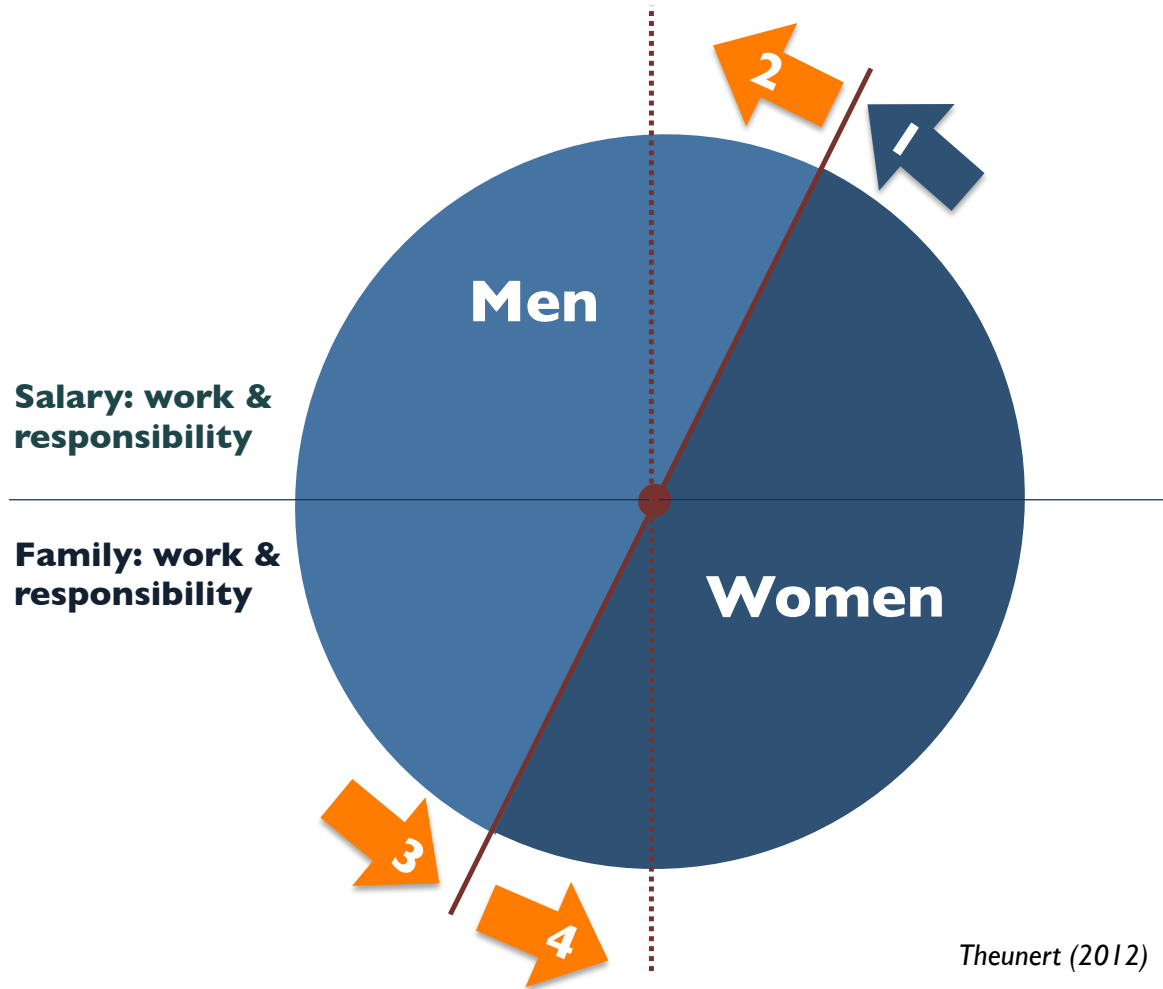 2
1
Men
Salary: work &
responsibility
Family: work &
responsibility
Women
3
4
Theunert (2012)